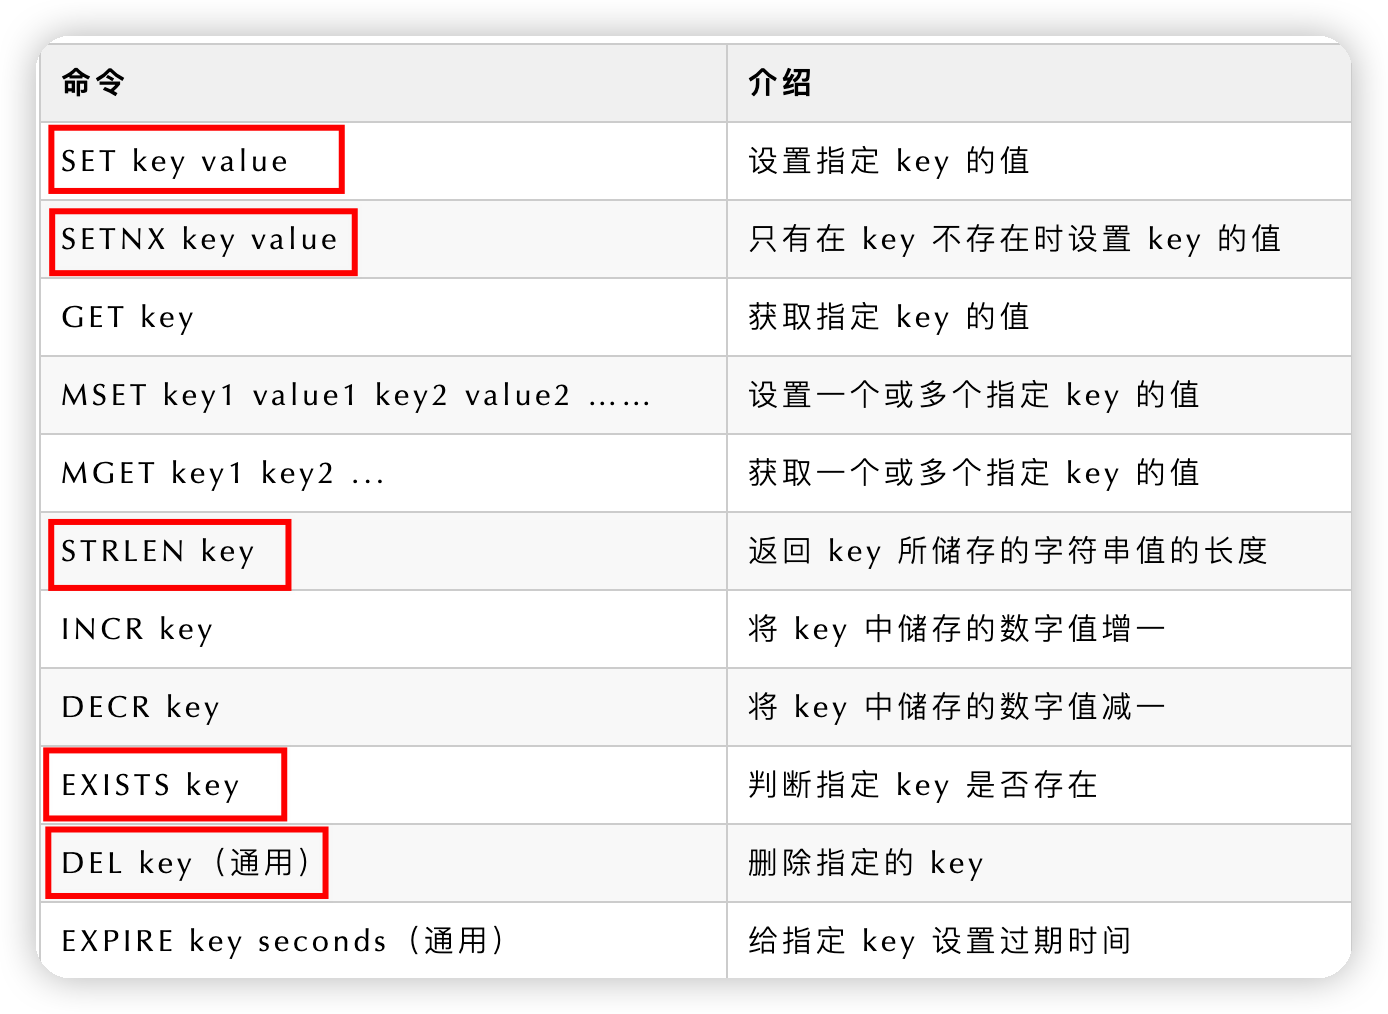 命令 介绍
SET key value 设置指定 key 的值
SETNX key value 只有在 key 不存在时设置 key 的值
GET key 获取指定 key 的值
MSET key1 value1 key2 value2 …… 设置一个或多个指定 key 的值
MGET key1 key2 ... 获取一个或多个指定 key 的值
STRLEN key 返回 key 所储存的字符串值的长度
INCR key 将 key 中储存的数字值增一
DECR key 将 key 中储存的数字值减一
EXISTS key 判断指定 key 是否存在
DEL key（通用） 删除指定的 key
EXPIRE key seconds（通用） 给指定 key 设置过期时间